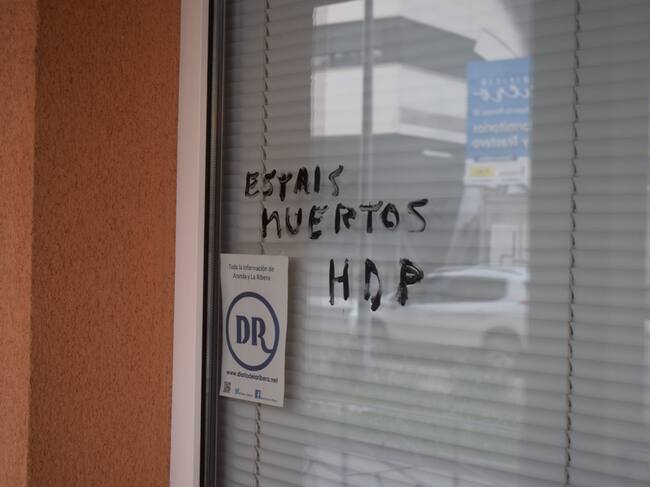 ESTAIS
MUERTOS
HDP
Toda la información de
Aranda y La Ribera
DR
www.diariodelaribera.net